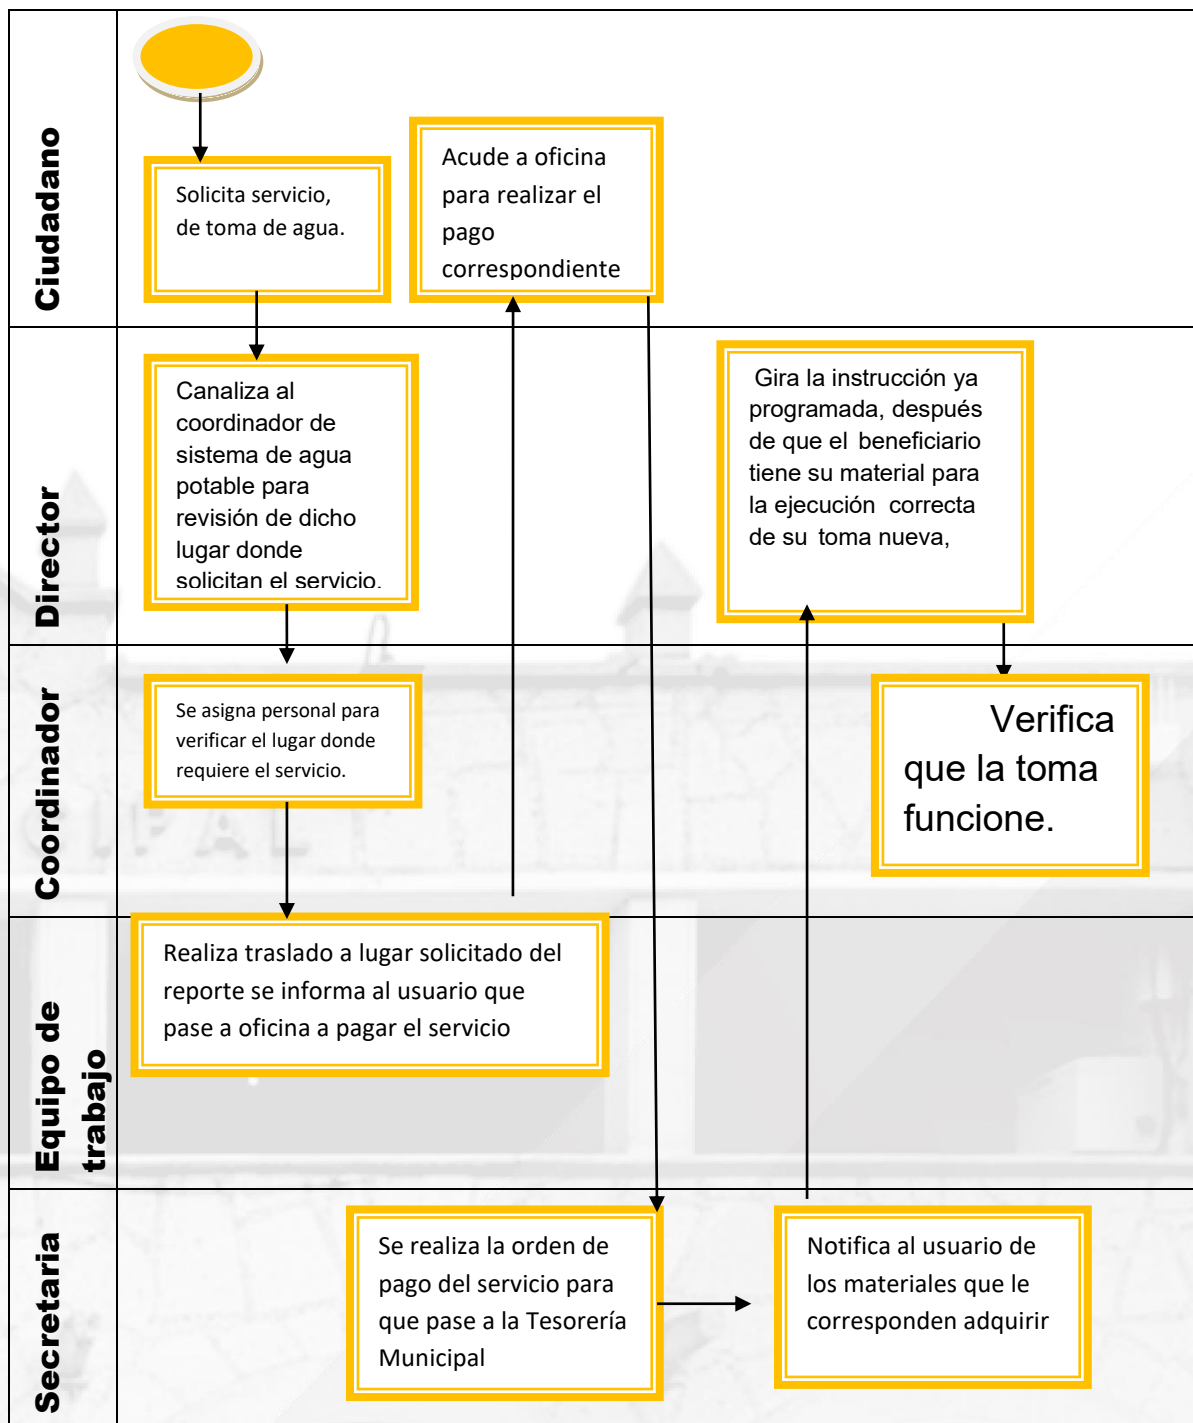 Ciudadano
Solicita servicio,
de toma de agua.
Acude a oficina
para realizar el
pago
correspondiente
Director
Canaliza al
coordinador de
sistema de agua
potable para
revisión de dicho
lugar donde
solicitan el servicio.
Gira la instrucción ya
programada, después
de que el beneficiario
tiene su material para
la ejecución correcta
de su toma nueva,
Coordinador
Se asigna personal para
verificar el lugar donde
requiere el servicio.
Verifica
que la toma
funcione.
CIPAL
Equipo de
trabajo
Realiza traslado a lugar solicitado del
reporte se informa al usuario que
pase a oficina a pagar el servicio
Secretaria
Se realiza la orden de
pago del servicio para
que pase a la Tesorería
Municipal
Notifica al usuario de
los materiales que le
corresponden adquirir